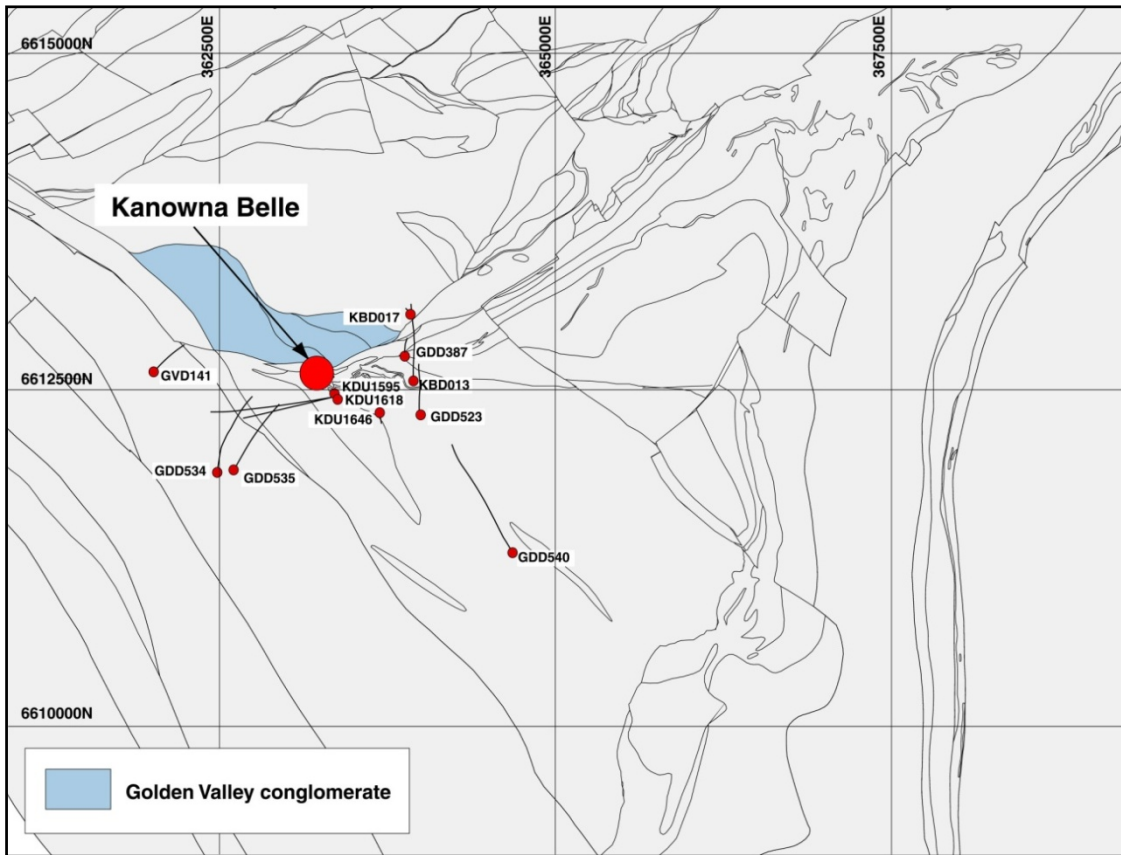 6615000N
362500E
365000E
367500E
Kanowna Belle
KBD017
GDD387
GVD141
6612500N
KBD013
KDU1595
KDU1618
KDU1646
GDD523
GDD534
GDD535
GDD540
6610000N
Golden Valley conglomerate